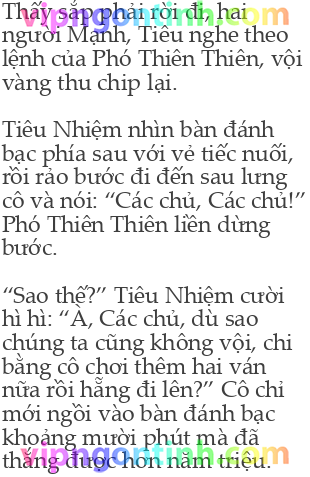 Thấy sắp phải rời đi, hai
vipngontinh.com
người Mạnh, Tiêu nghe theo
lệnh của Phó Thiên Thiên, vội
vàng thu chip lại.
Tiêu Nhiệm nhìn bàn đánh
bạc phía sau với vẻ tiếc nuối,
rồi rảo bước đi đến sau lưng
cô và nói: “Các chủ, Các chủ!”
Phó Thiên Thiên liền dừng
bước.
“Sao thế?” Tiêu Nhiệm cười
hì hì: “À, Các chủ, dù sao
chúng ta cũng không vội, chi
bằng cô chơi thêm hai ván
nữa rồi hẵng đi lên?” Cô chỉ
mới ngồi vào bàn đánh bạc
khoảng mười phút mà đã
vipngontinh.com
thắng được hơn năm triệu.